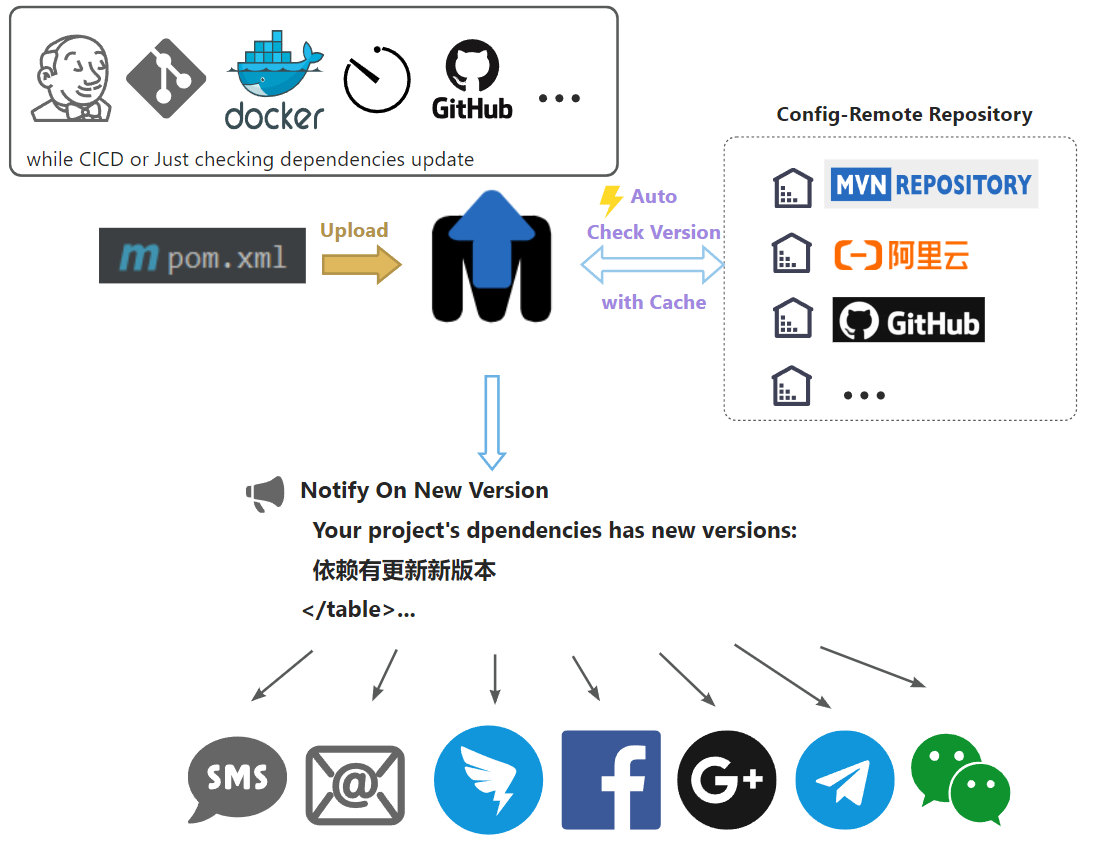 docker
GitHub
...
while CICD or Just checking dependencies update
Config-Remote Repository
MVN REPOSITORY
阿里云
GitHub
...
m pom.xml
Upload
Auto
Check Version
with Cache
Notify On New Version
Your project's dpendencies has new versions:
依赖有更新新版本
</table>...
SMS
@
G+